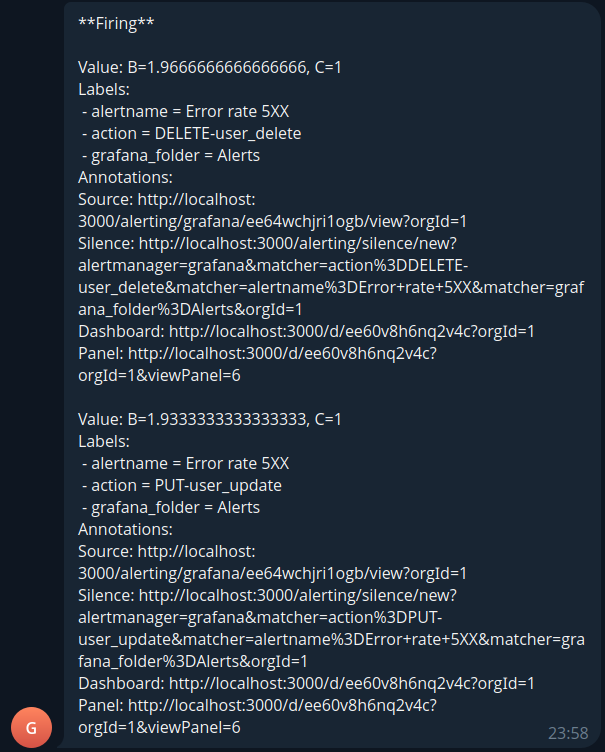 **Firing**
Value: B=1.9666666666666666, C=1
Labels:
- alertname = Error rate 5XX
- action = DELETE-user_delete
- grafana_folder = Alerts
Annotations:
Source: http://localhost:
3000/alerting/grafana/ee64wchjri1ogb/view?orgId=1
Silence: http://localhost:3000/alerting/silence/new?
alertmanager=grafana&matcher=action%3DDELETE-
user_delete&matcher=alertname%3DError+rate+5XX&matcher=graf
ana_folder%3DAlerts&orgId=1
Dashboard: http://localhost:3000/d/ee60v8h6nq2v4c?orgId=1
Panel: http://localhost:3000/d/ee60v8h6nq2v4c?
orgId=1&viewPanel=6
Value: B=1.9333333333333333, C=1
Labels:
- alertname = Error rate 5XX
- action = PUT-user_update
- grafana_folder = Alerts
Annotations:
Source: http://localhost:
3000/alerting/grafana/ee64wchjri1ogb/view?orgId=1
Silence: http://localhost:3000/alerting/silence/new?
alertmanager=grafana&matcher=action%3DPUT-
user_update&matcher=alertname%3DError+rate+5XX&matcher=gra
fana_folder%3DAlerts&orgId=1
Dashboard: http://localhost:3000/d/ee60v8h6nq2v4c?orgId=1
Panel: http://localhost:3000/d/ee60v8h6nq2v4c?
orgId=1&viewPanel=6
G
23:58